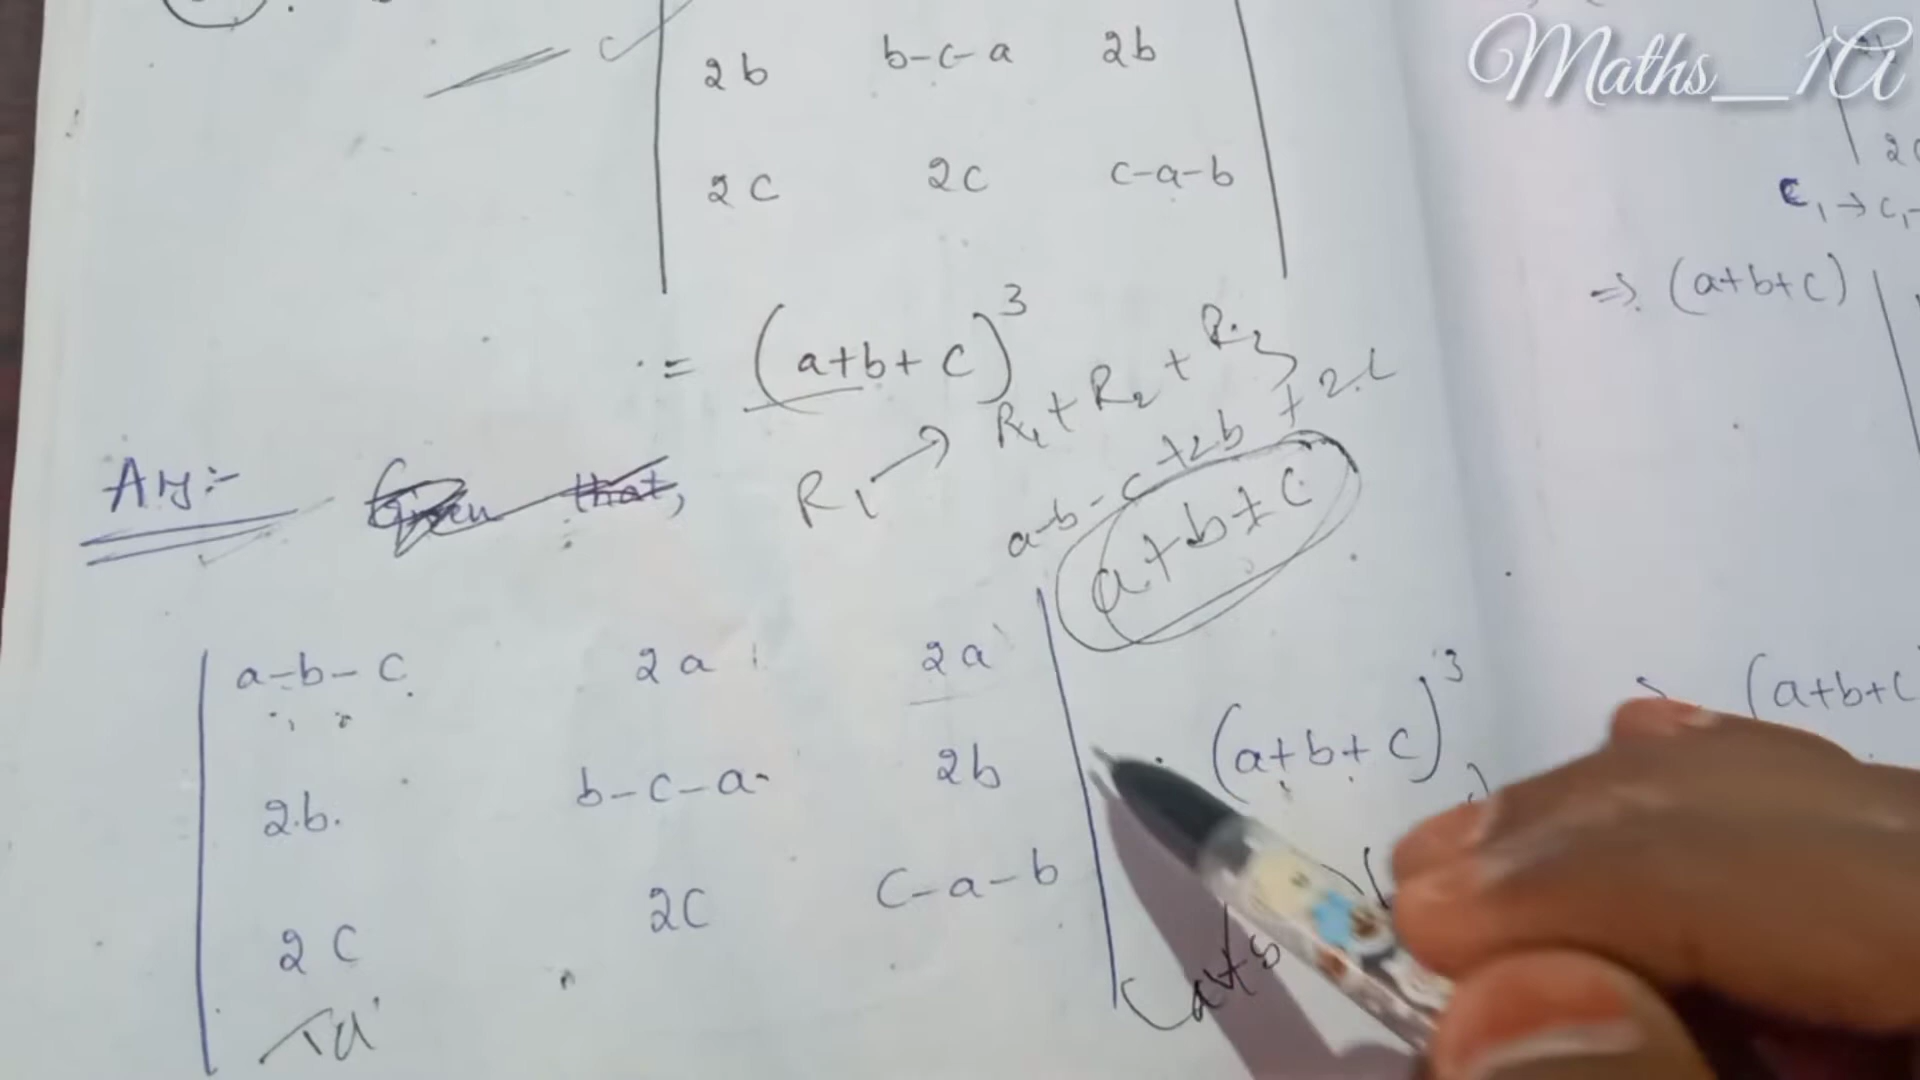 Maths_1A
2b b-c-a 2b
2c 2c c-a-b
= (a+b+c)³
R₁ → R₁+R₂+R₃
a-b-c+2b+2c
a+b+c
Ans:- Given that,
a-b-c 2a 2a
2b b-c-a 2b
2c 2c c-a-b
(a+b+c)³
(a+b
c₁→c₁-
⇒ (a+b+c)
(a+b+c